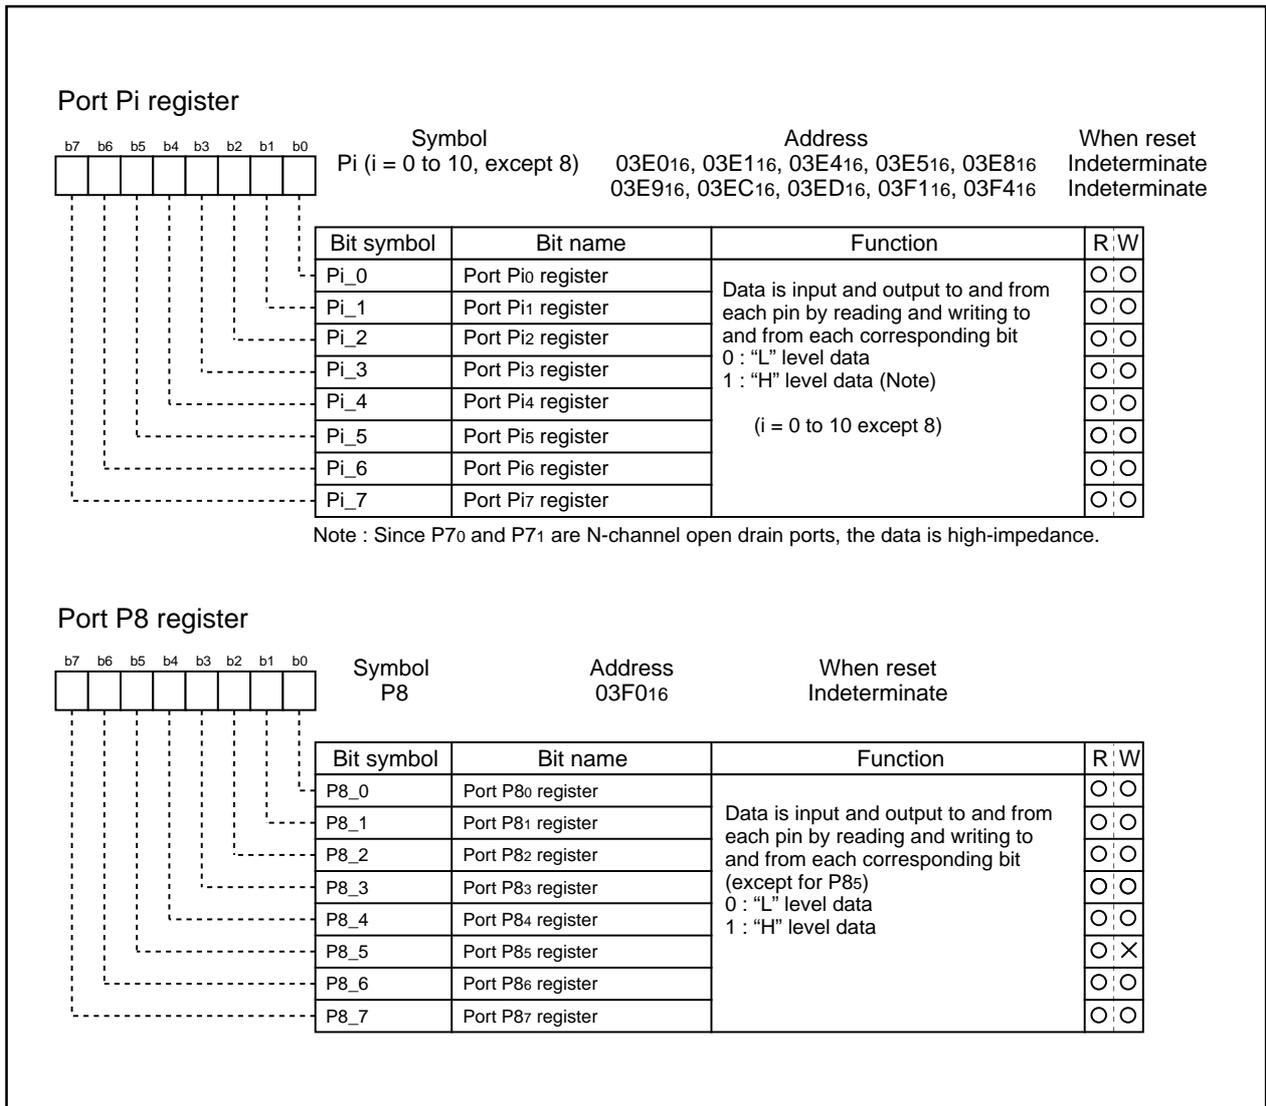 Port Pi register
b7 b6 b5 b4 b3 b2 b1 b0
Symbol Address When reset
Pi (i = 0 to 10, except 8) 03E016, 03E116, 03E416, 03E516, 03E816 Indeterminate
03E916, 03EC16, 03ED16, 03F116, 03F416 Indeterminate
Bit symbol Bit name Function R W
Pi_0 Port Pi0 register
Pi_1 Port Pi1 register
Pi_2 Port Pi2 register
Pi_3 Port Pi3 register
Pi_4 Port Pi4 register
Pi_5 Port Pi5 register
Pi_6 Port Pi6 register
Pi_7 Port Pi7 register
Data is input and output to and from
each pin by reading and writing to
and from each corresponding bit
0 : “L” level data
1 : “H” level data (Note)
(i = 0 to 10 except 8)
Note : Since P70 and P71 are N-channel open drain ports, the data is high-impedance.
Port P8 register
b7 b6 b5 b4 b3 b2 b1 b0
Symbol Address When reset
P8 03F016 Indeterminate
Bit symbol Bit name Function R W
P8_0 Port P80 register
P8_1 Port P81 register
P8_2 Port P82 register
P8_3 Port P83 register
P8_4 Port P84 register
P8_5 Port P85 register
P8_6 Port P86 register
P8_7 Port P87 register
Data is input and output to and from
each pin by reading and writing to
and from each corresponding bit
(except for P85)
0 : “L” level data
1 : “H” level data